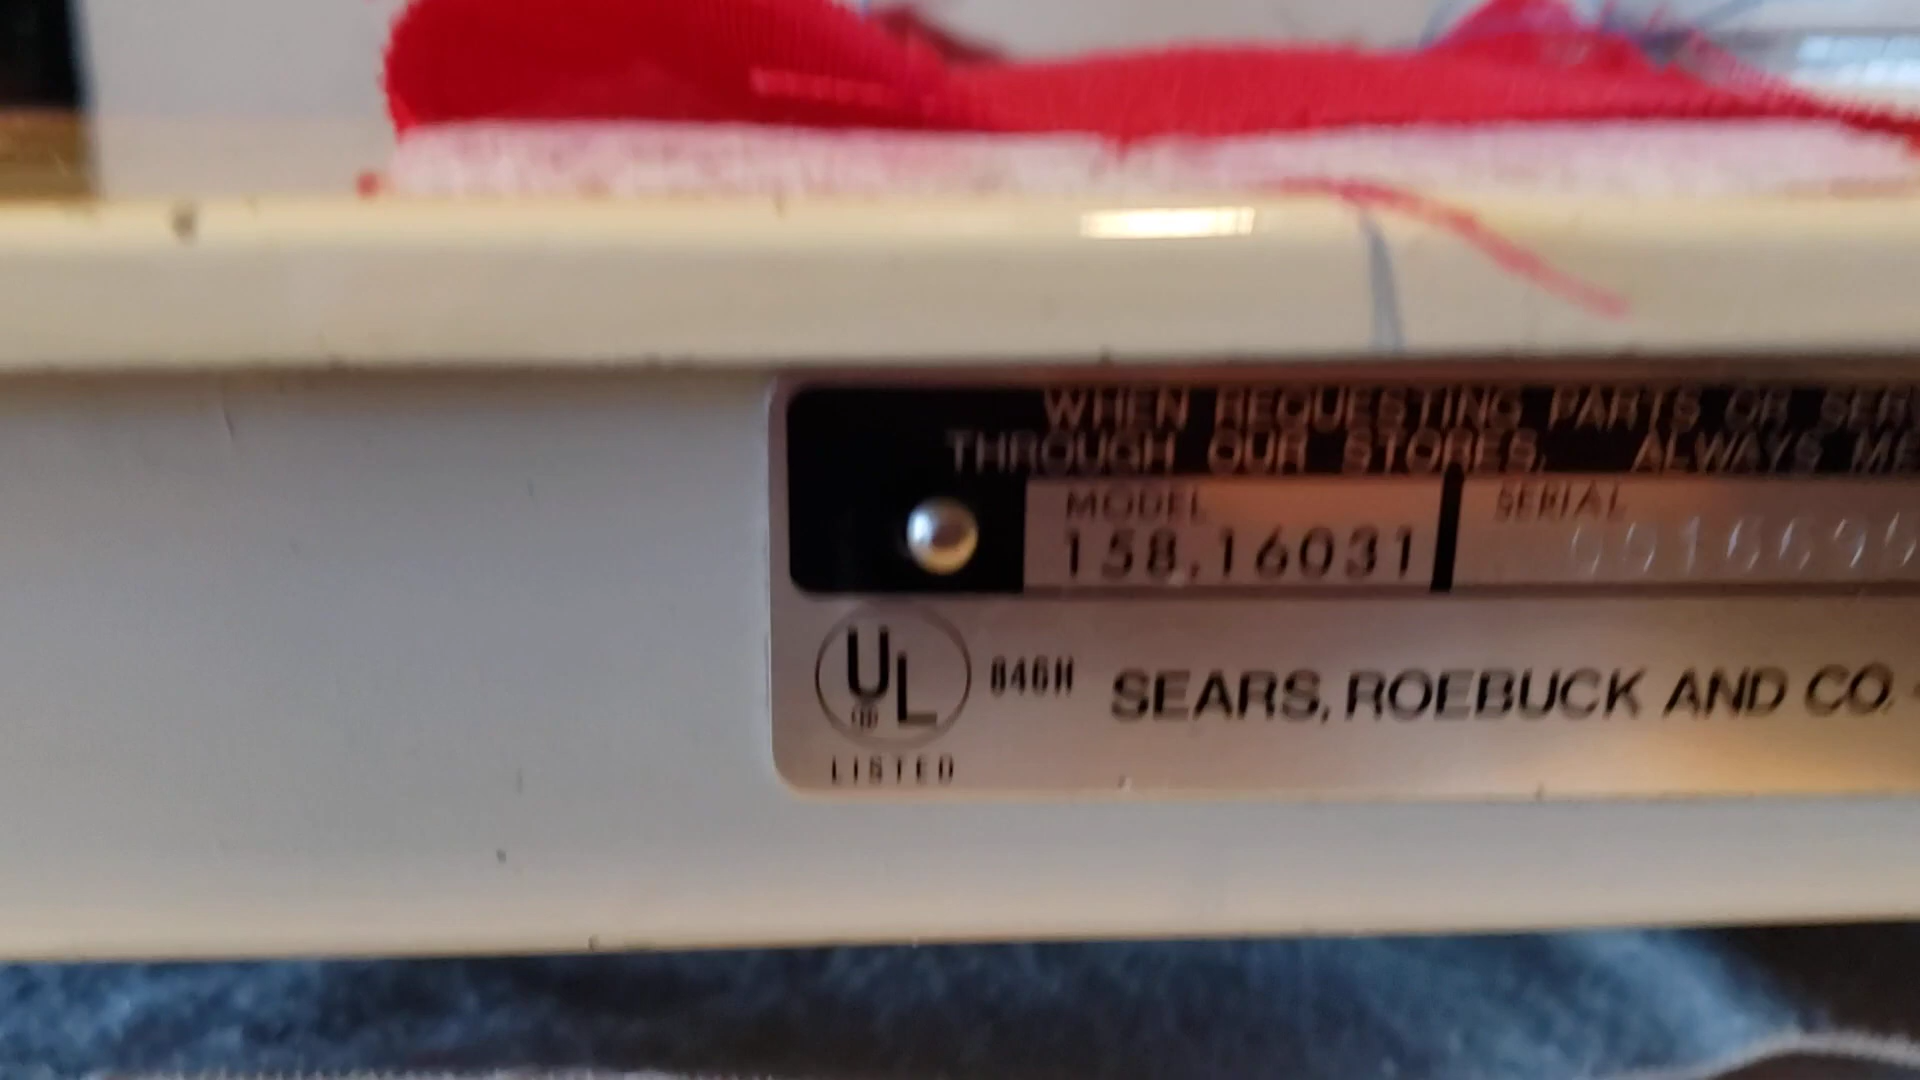 WHEN REQUESTING PARTS OR SER
THROUGH OUR STORES, ALWAYS ME
MODEL
158.16031
SERIAL
UL
LISTED
846H
SEARS, ROEBUCK AND CO.